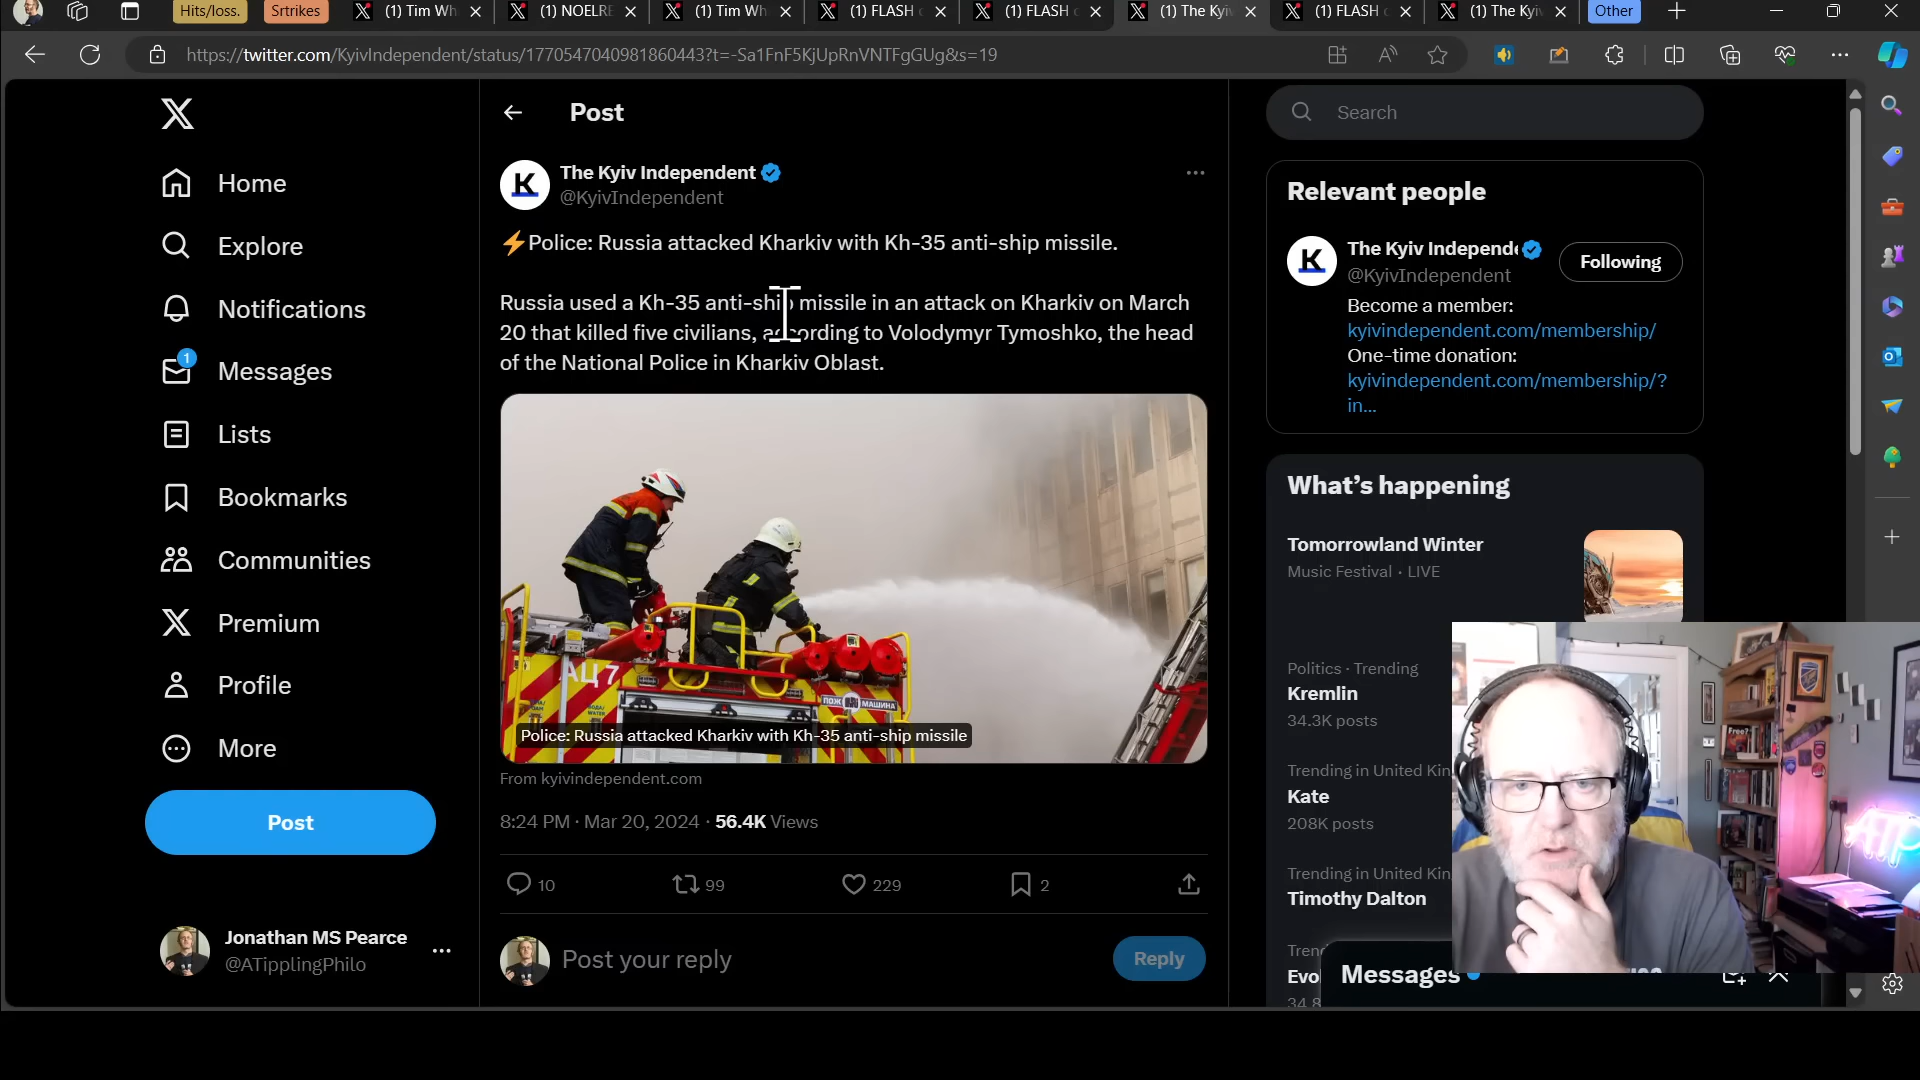 Hits/loss.
Srtrikes
(1) Tim Wh
(1) NOELRE
(1) Tim Wh
(1) FLASH
(1) FLASH
(1) The Kyi
(1) FLASH
(1) The Kyi
Other
https://twitter.com/KyivIndependent/status/1770547040981860443?t=-Sa1FnF5KjUpRnVNTFgGUg&s=19
Home
Explore
Notifications
1
Messages
Lists
Bookmarks
Communities
Premium
Profile
More
Post
Jonathan MS Pearce
@ATipplingPhilo
Post
The Kyiv Independent
@KyivIndependent
⚡Police: Russia attacked Kharkiv with Kh-35 anti-ship missile.
Russia used a Kh-35 anti-ship missile in an attack on Kharkiv on March
20 that killed five civilians, according to Volodymyr Tymoshko, the head
of the National Police in Kharkiv Oblast.
АЦ7
МАШИНА
Police: Russia attacked Kharkiv with Kh-35 anti-ship missile
From kyivindependent.com
8:24 PM · Mar 20, 2024 · 56.4K Views
10
99
229
2
Post your reply
Reply
Search
Relevant people
The Kyiv Independe
@KyivIndependent
Following
Become a member:
kyivindependent.com/membership/
One-time donation:
kyivindependent.com/membership/?
in...
What's happening
Tomorrowland Winter
Music Festival · LIVE
Politics · Trending
Kremlin
34.3K posts
Trending in United Kin
Kate
208K posts
Trending in United Kin
Timothy Dalton
Tren
Evo
34.8
Messages
Free?
ATP